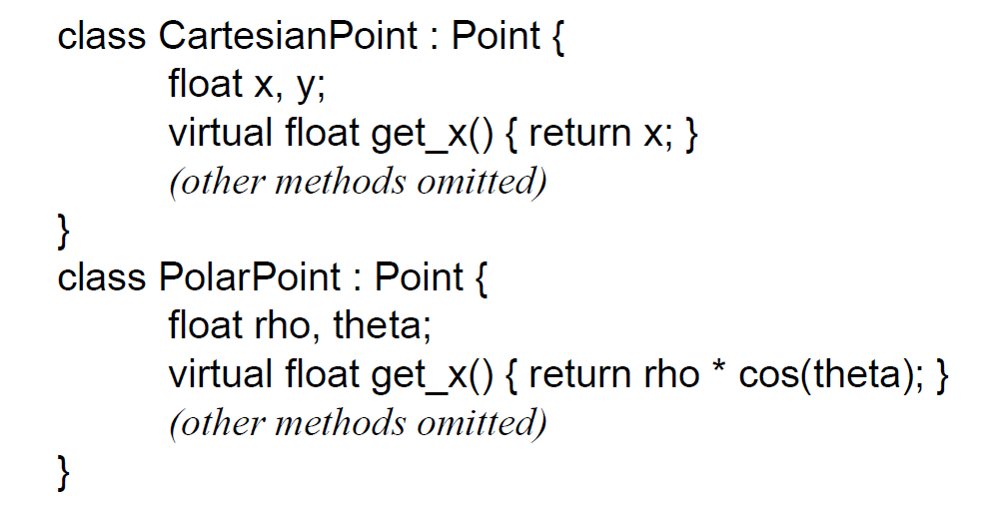 class CartesianPoint : Point {
float x, y;
virtual float get_x() { return x; }
(other methods omitted)
}
class PolarPoint : Point {
float rho, theta;
virtual float get_x() { return rho * cos(theta); }
(other methods omitted)
}